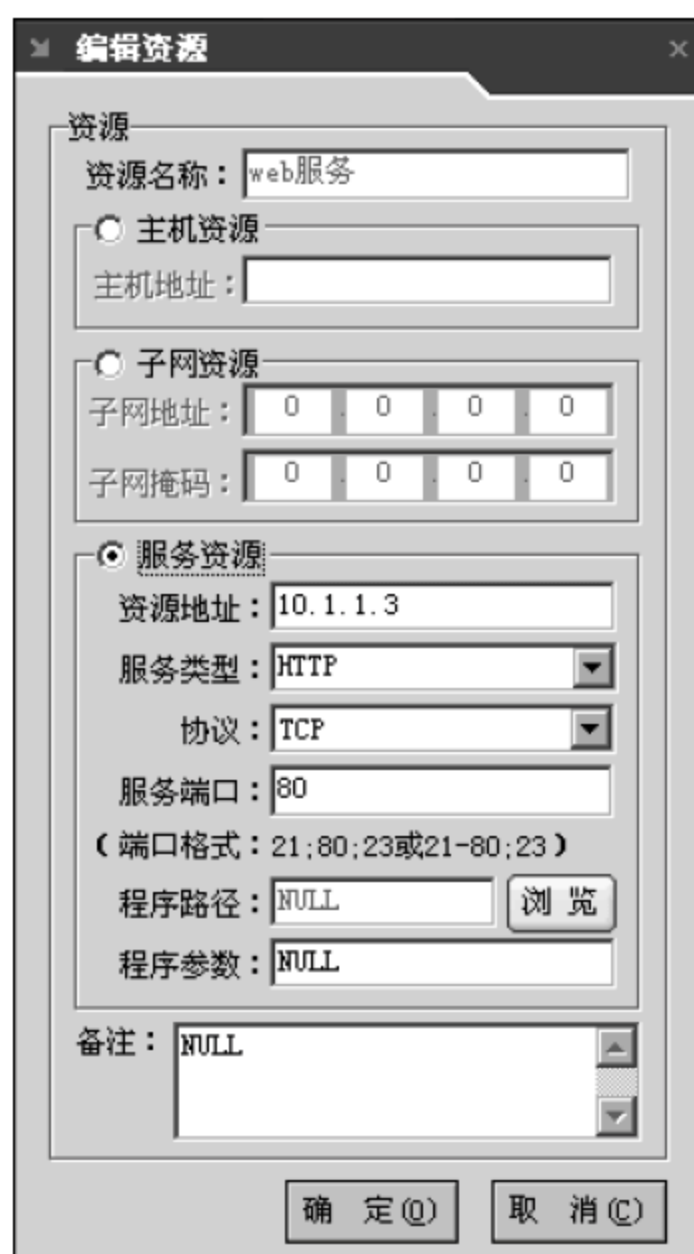 编辑资源
资源
资源名称：web服务
主机资源
主机地址：
子网资源
子网地址：0.0.0.0
子网掩码：0.0.0.0
服务资源
资源地址：10.1.1.3
服务类型：HTTP
协议：TCP
服务端口：80
(端口格式：21;80;23或21-80;23)
程序路径：NULL 浏览
程序参数：NULL
备注：NULL
确 定(O) 取 消(C)